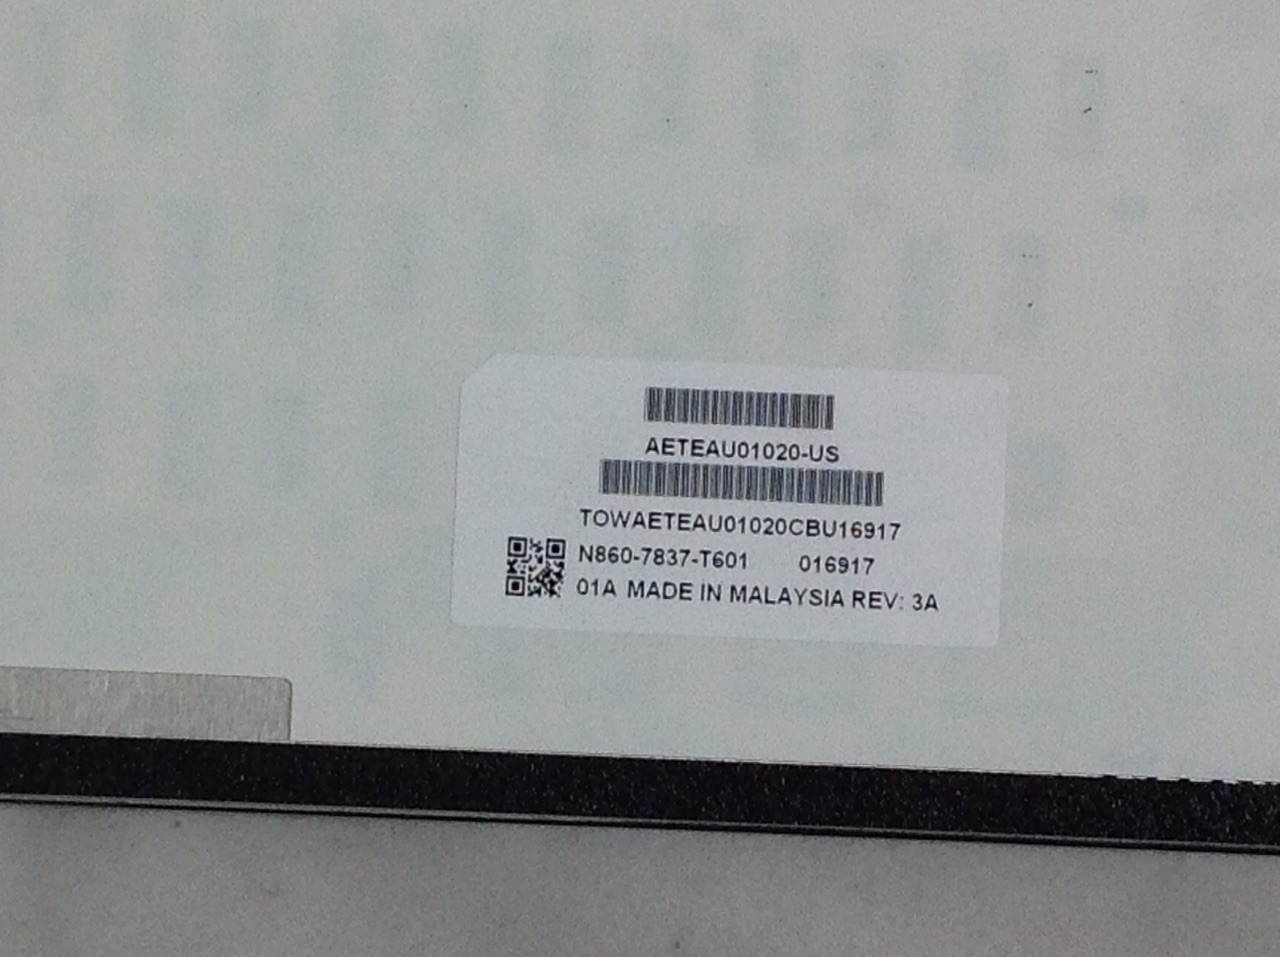 AETEAU01020-US
TOWAETEAU01020CBU16917
N860-7837-T601 016917
01A MADE IN MALAYSIA REV: 3A